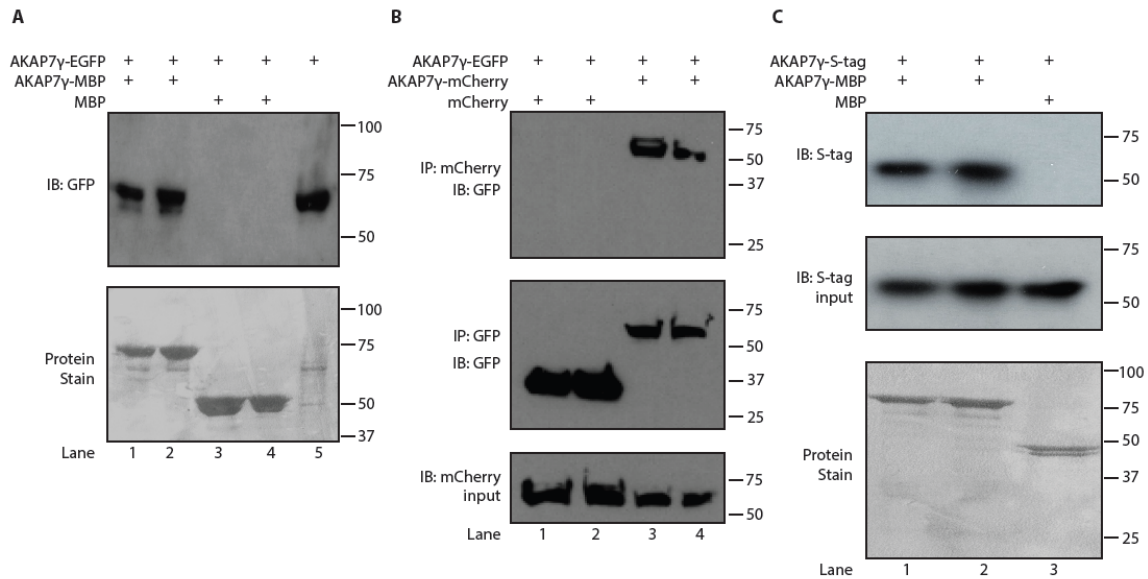 A
AKAP7γ-EGFP + + + + +
AKAP7γ-MBP + +
MBP + +
IB: GFP
100
75
50
Protein
Stain
100
75
50
37
Lane 1 2 3 4 5
B
AKAP7γ-EGFP + + + +
AKAP7γ-mCherry + +
mCherry + +
IP: mCherry
IB: GFP
75
50
37
25
IP: GFP
IB: GFP
75
50
37
25
IB: mCherry
input
75
50
Lane 1 2 3 4
C
AKAP7γ-S-tag + + +
AKAP7γ-MBP + +
MBP +
IB: S-tag
75
50
IB: S-tag
input
75
50
Protein
Stain
100
75
50
37
25
Lane 1 2 3